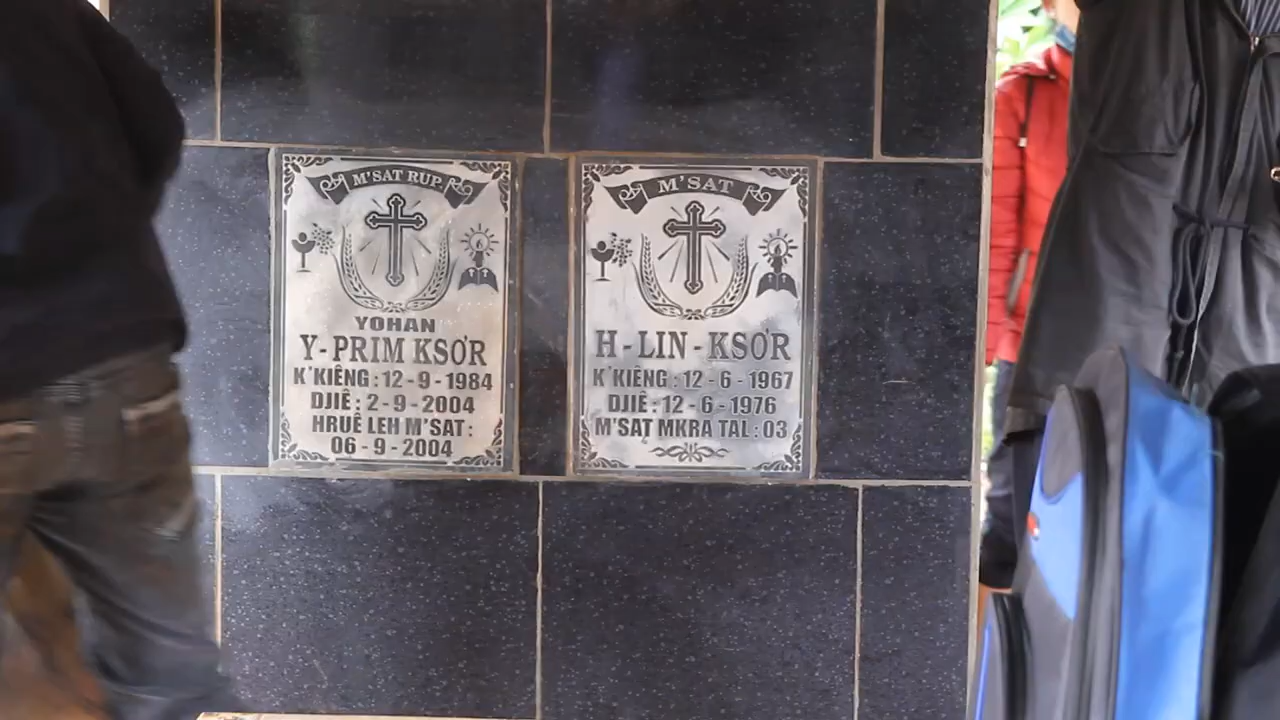 M'SAT RUP
YOHAN
Y-PRIM KSƠR
K'KIÊNG : 12 - 9 - 1984
DJIÊ : 2 - 9 - 2004
HRUÊ LEH M'SAT :
06 - 9 - 2004
M'SAT
H - LIN - KSƠR
K'KIÊNG : 12 - 6 - 1967
DJIÊ : 12 - 6 - 1976
M'SAṬ MKRA TAL : 03